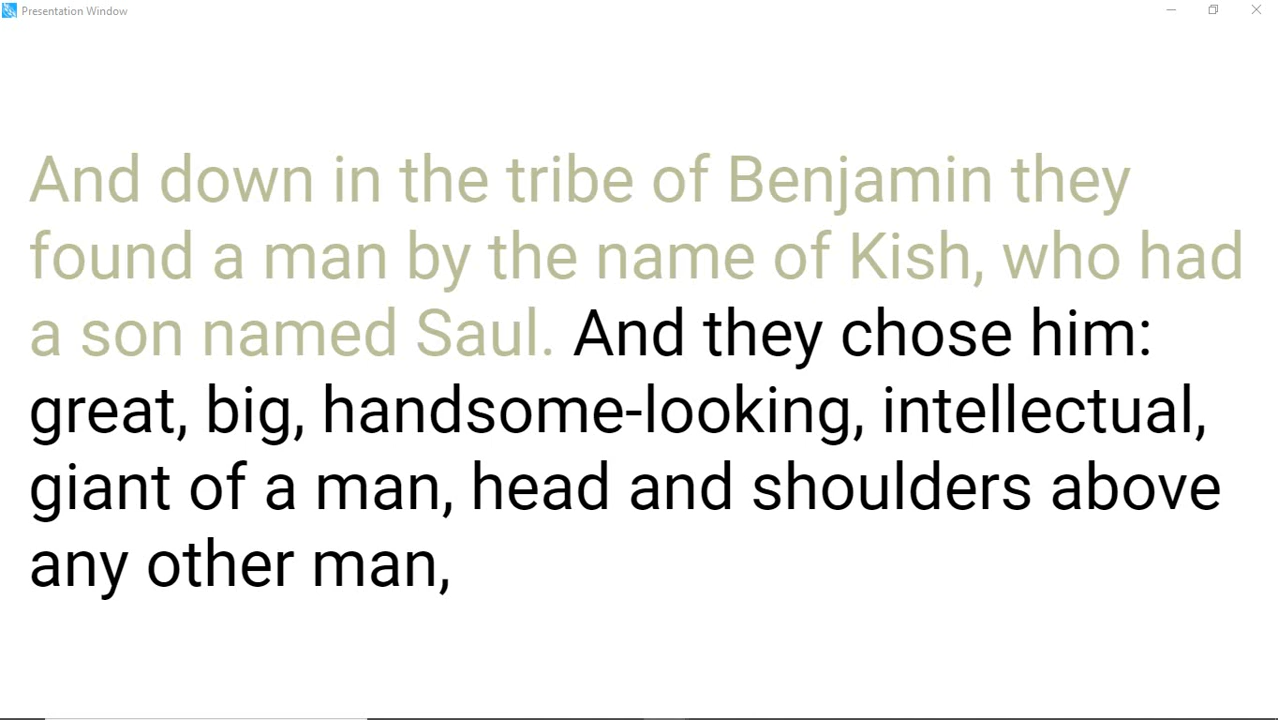 Presentation Window
And down in the tribe of Benjamin they
found a man by the name of Kish, who had
a son named Saul. And they chose him:
great, big, handsome-looking, intellectual,
giant of a man, head and shoulders above
any other man,